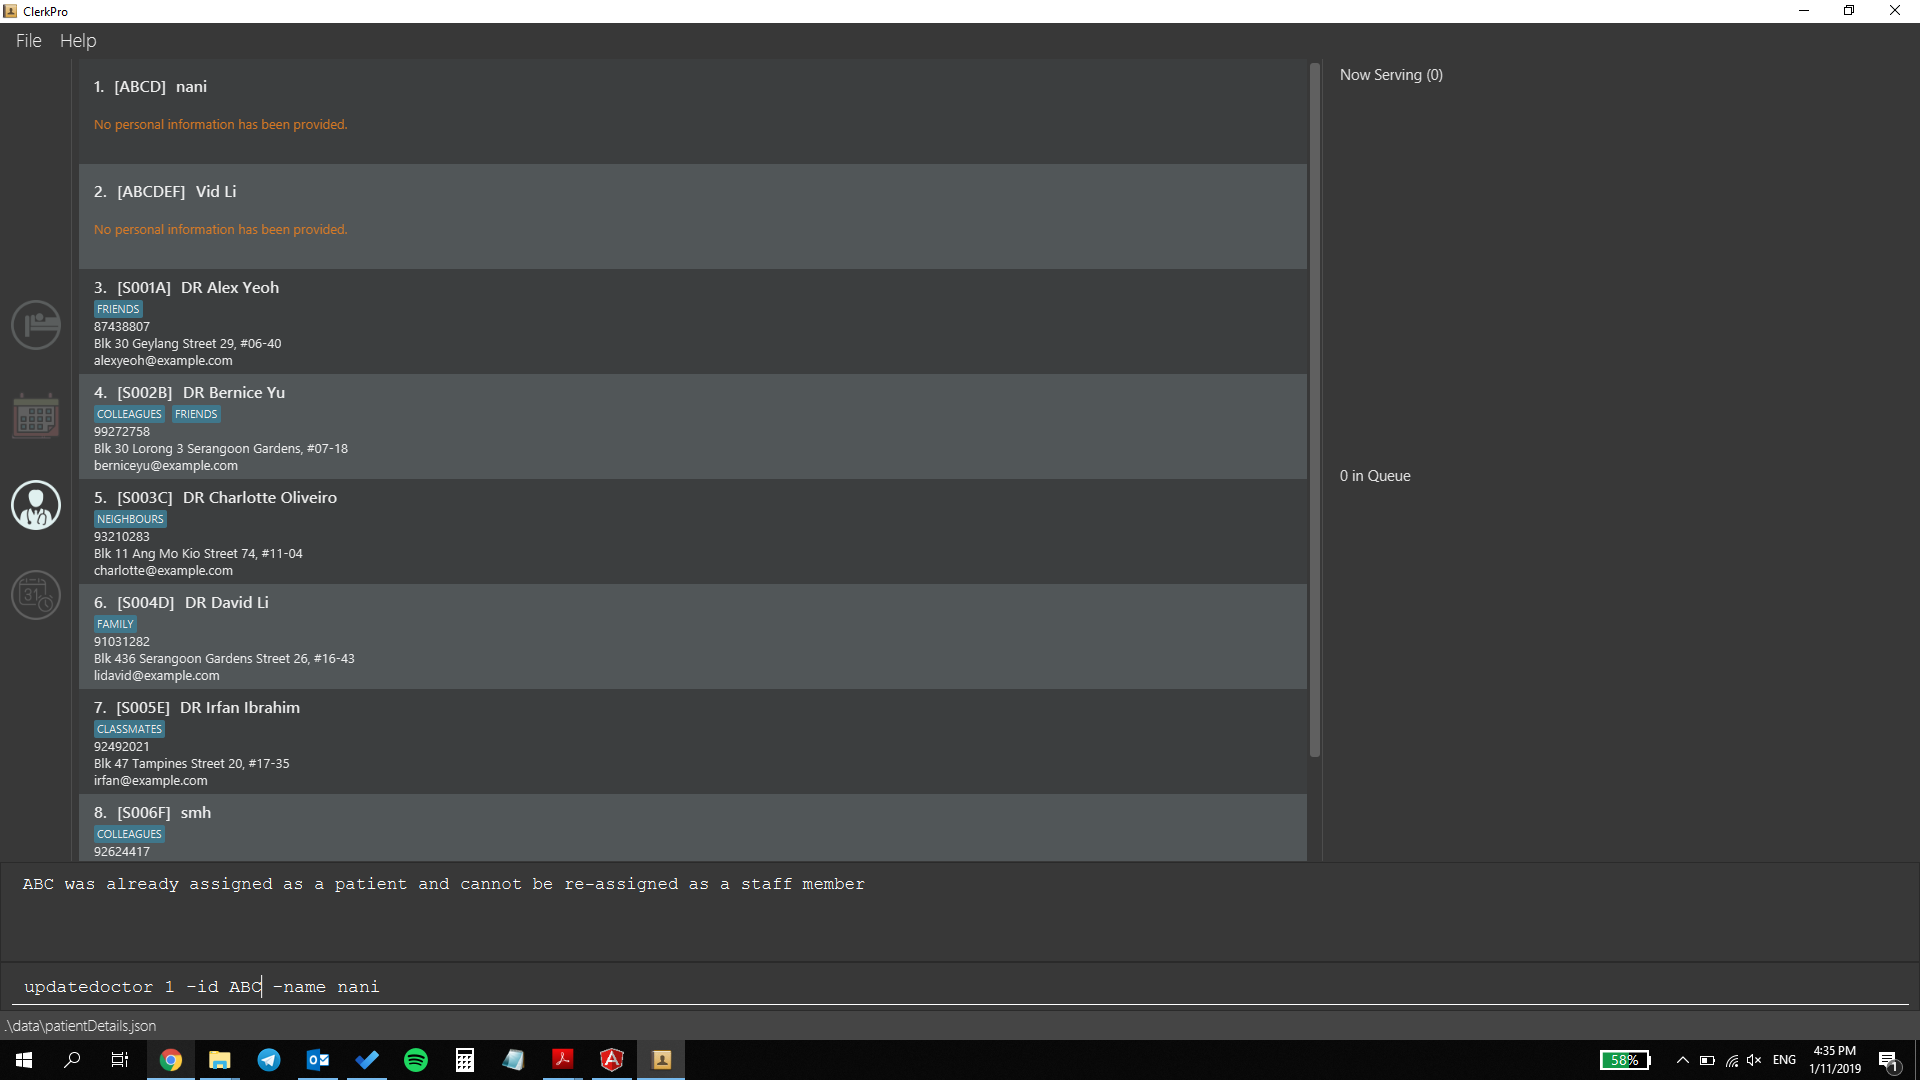 ClerkPro
File Help
1. [ABCD] nani
No personal information has been provided.
2. [ABCDEF] Vid Li
No personal information has been provided.
3. [S001A] DR Alex Yeoh
FRIENDS
87438807
Blk 30 Geylang Street 29, #06-40
alexyeoh@example.com
4. [S002B] DR Bernice Yu
COLLEAGUES FRIENDS
99272758
Blk 30 Lorong 3 Serangoon Gardens, #07-18
berniceyu@example.com
5. [S003C] DR Charlotte Oliveiro
NEIGHBOURS
93210283
Blk 11 Ang Mo Kio Street 74, #11-04
charlotte@example.com
6. [S004D] DR David Li
FAMILY
91031282
Blk 436 Serangoon Gardens Street 26, #16-43
lidavid@example.com
7. [S005E] DR Irfan Ibrahim
CLASSMATES
92492021
Blk 47 Tampines Street 20, #17-35
irfan@example.com
8. [S006F] smh
COLLEAGUES
92624417
Now Serving (0)
0 in Queue
31
ABC was already assigned as a patient and cannot be re-assigned as a staff member
updatedoctor 1 -id ABC -name nani
.\data\patientDetails.json
58%
ENG
4:35 PM
1/11/2019
1